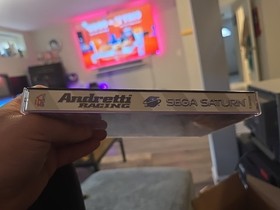 Andretti
RACING
SEGA SATURN